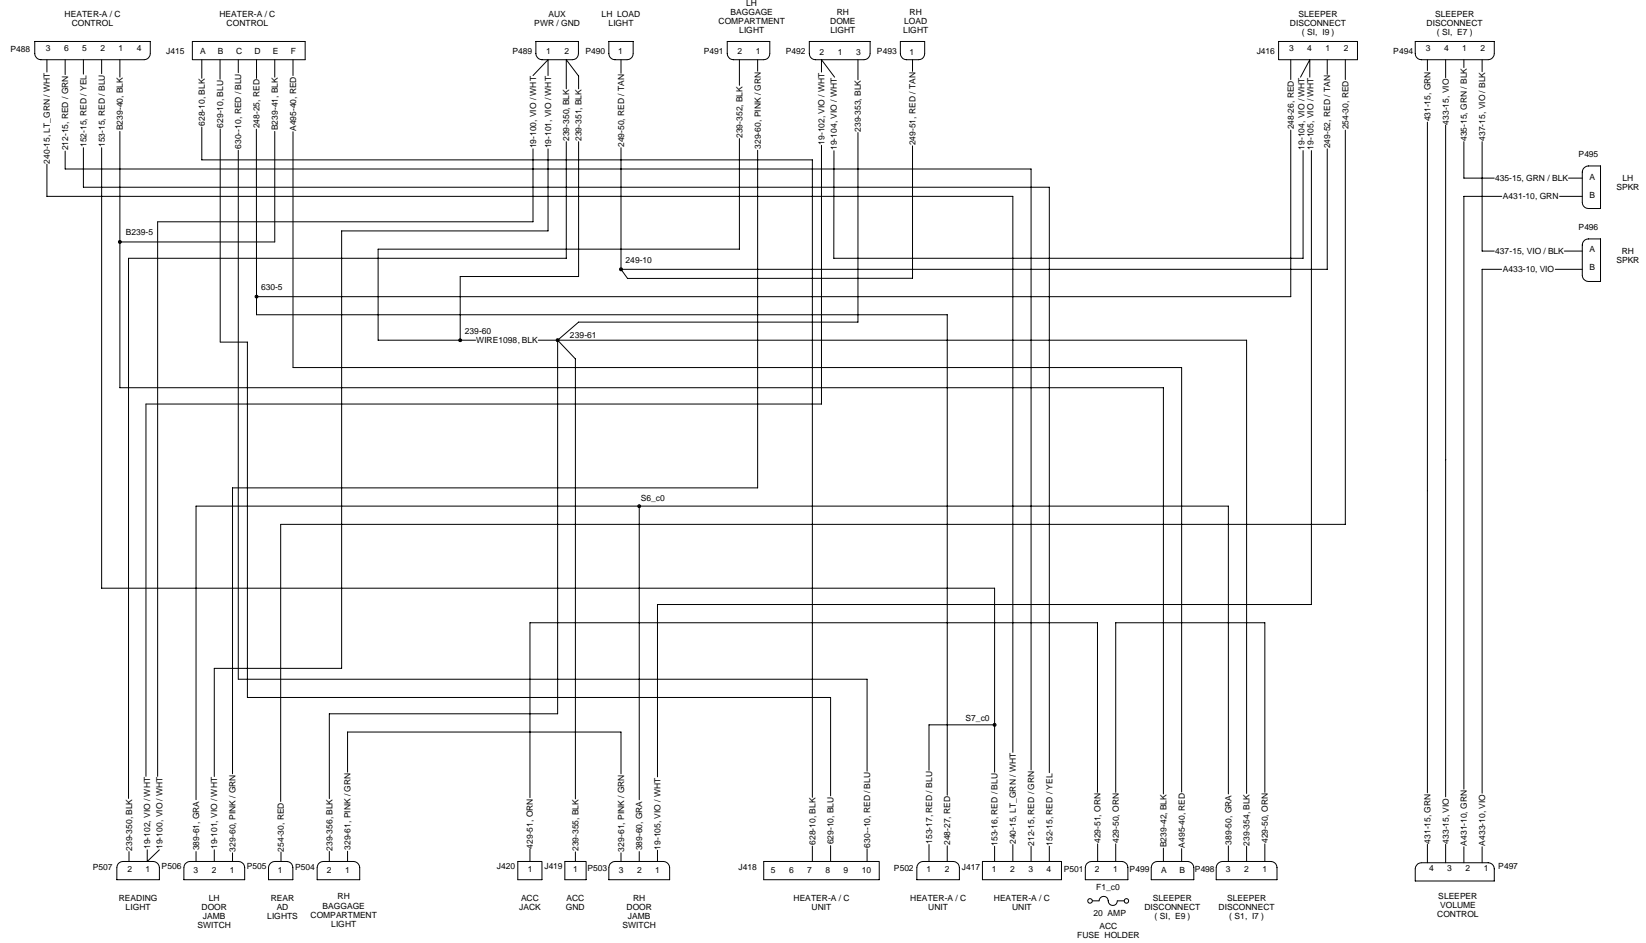 HEATER-A / C
CONTROL
P488 3 6 5 2 1 4
HEATER-A / C
CONTROL
J415 A B C D E F
AUX
PWR / GND
P489 1 2
LH LOAD
LIGHT
P490 1
LH
BAGGAGE
COMPARTMENT
LIGHT
P491 2 1
RH
DOME
LIGHT
P492 2 1 3
RH
LOAD
LIGHT
P493 1
SLEEPER
DISCONNECT
( SI, I9 )
J416 3 4 1 2
SLEEPER
DISCONNECT
( SI, E7 )
P494 3 4 1 2
240-15, LT_GRN / WHT
212-15, RED / GRN
152-15, RED / YEL
153-15, RED / BLU
B239-40, BLK
628-10, BLK
629-10, BLU
630--10, RED / BLU
248-25, RED
B239-41, BLK
A495-40, RED
19-100, VIO / WHT
19-101, VIO / WHT
239-350, BLK
239-351, BLK
249-50, RED / TAN
239-352, BLK
329-60, PINK / GRN
19-102, VIO / WHT
19-104, VIO / WHT
239-353, BLK
249-51, RED / TAN
248-26, RED
19-104, VIO / WHT
19-105, VIO / WHT
249-52, RED / TAN
254-30, RED
431-15, GRN
433-15, VIO
435-15, GRN / BLK
437-15, VIO / BLK
P495
435-15, GRN / BLK A
A431-10, GRN B
LH
SPKR
P496
437-15, VIO / BLK A
A433-10, VIO B
RH
SPKR
B239-5
249-10
630-5
239-60
WIRE1098, BLK
239-61
S6_c0
S7_c0
239-350, BLK
19-102, VIO / WHT
19-100, VIO / WHT
389-61, GRA
19-101, VIO / WHT
329-60, PINK / GRN
254-30, RED
239-356, BLK
329-61, PINK / GRN
429-51, ORN
239-355, BLK
329-61, PINK / GRN
389-60, GRA
19-105, VIO / WHT
628-10, BLK
629-10, BLU
630--10, RED / BLU
153-17, RED / BLU
248-27, RED
153-16, RED / BLU
240-15, LT_GRN / WHT
212-15, RED / GRN
152-15, RED / YEL
429-51, ORN
429-50, ORN
B239-42, BLK
A495-40, RED
389-50, GRA
239-354, BLK
429-50, ORN
431-15, GRN
433-15, VIO
A431-10, GRN
A433-10, VIO
P507 2 1
READING
LIGHT
P506 3 2 1
LH
DOOR
JAMB
SWITCH
P505 1
REAR
AD
LIGHTS
P504 2 1
RH
BAGGAGE
COMPARTMENT
LIGHT
J420 1
ACC
JACK
J419 1
ACC
GND
P503 3 2 1
RH
DOOR
JAMB
SWITCH
J418 5 6 7 8 9 10
HEATER-A / C
UNIT
P502 1 2
HEATER-A / C
UNIT
J417 1 2 3 4
HEATER-A / C
UNIT
P501 2 1
F1_c0
20 AMP
ACC
FUSE HOLDER
P499 A B
SLEEPER
DISCONNECT
( SI, E9 )
P498 3 2 1
SLEEPER
DISCONNECT
( S1, I7 )
4 3 2 1 P497
SLEEPER
VOLUME
CONTROL